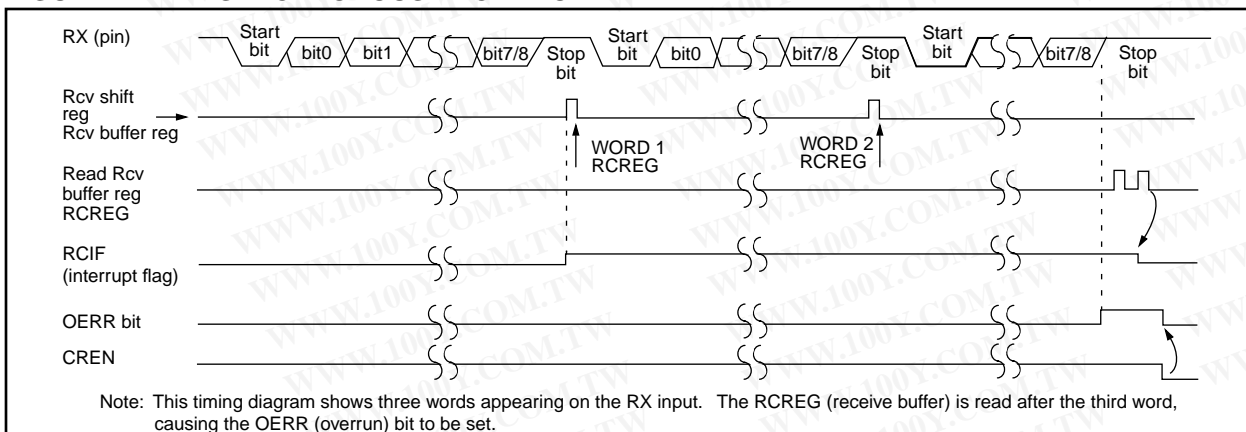 RX (pin)
Start bit
bit0
bit1
bit7/8
Stop bit
Start bit
bit0
bit7/8
Stop bit
Start bit
bit7/8
Stop bit
Rcv shift
reg
Rcv buffer reg
WORD 1
RCREG
WORD 2
RCREG
Read Rcv
buffer reg
RCREG
RCIF
(interrupt flag)
OERR bit
CREN
Note: This timing diagram shows three words appearing on the RX input. The RCREG (receive buffer) is read after the third word,
causing the OERR (overrun) bit to be set.
WWW.100Y.COM.TW